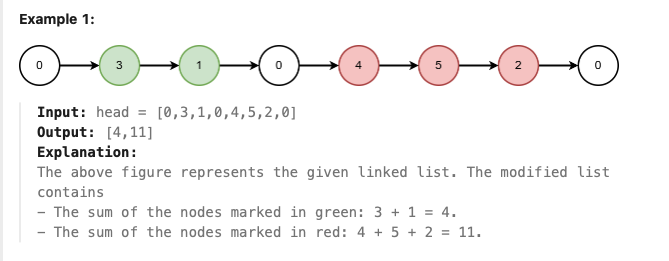 Example 1:
0 3 1 0 4 5 2 0
Input: head = [0,3,1,0,4,5,2,0]
Output: [4,11]
Explanation:
The above figure represents the given linked list. The modified list
contains
- The sum of the nodes marked in green: 3 + 1 = 4.
- The sum of the nodes marked in red: 4 + 5 + 2 = 11.